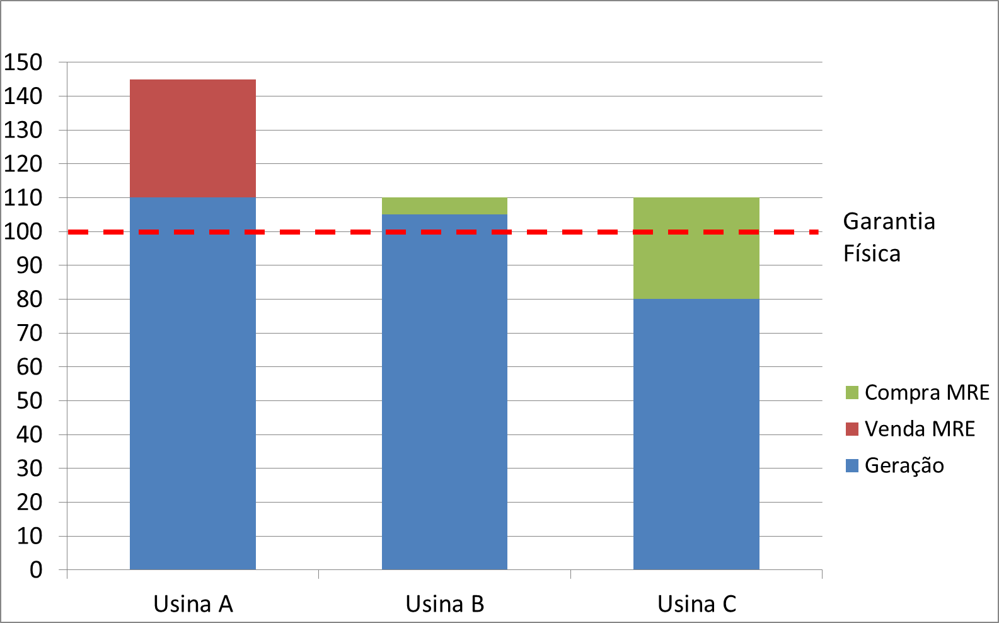 150
140
130
120
110
100
90
80
70
60
50
40
30
20
10
0
Usina A
Usina B
Usina C
Garantia
Física
Compra MRE
Venda MRE
Geração